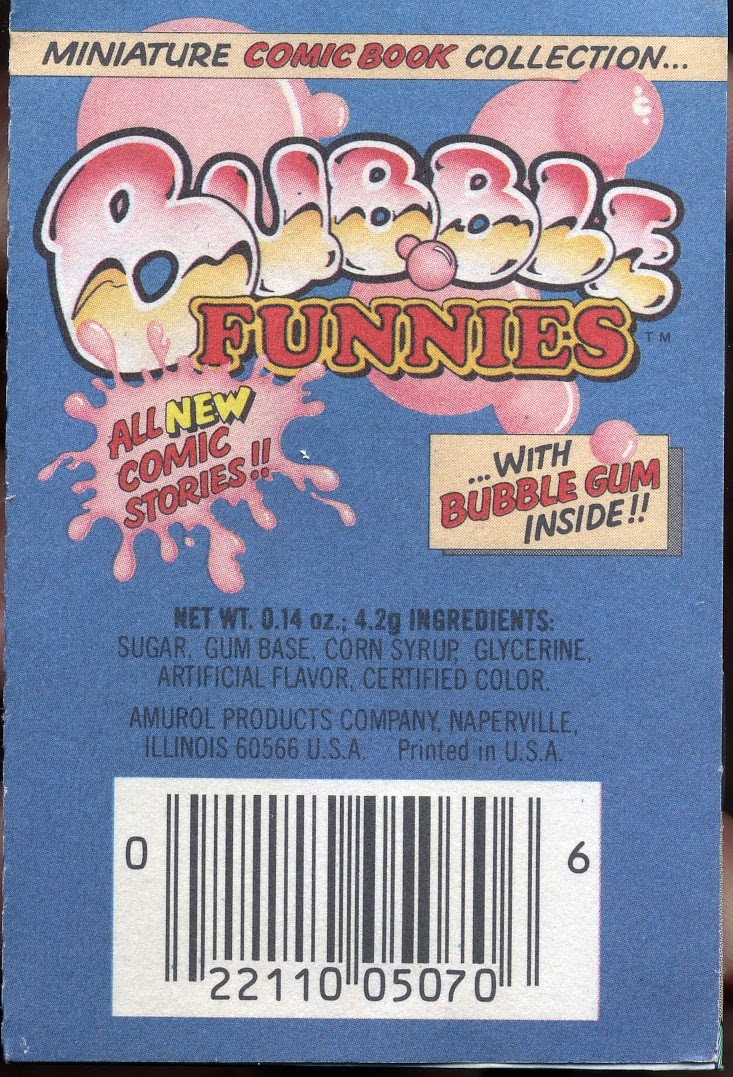 MINIATURE COMIC BOOK COLLECTION...
BUBBLE
FUNNIES TM
ALL NEW
COMIC
STORIES!!
...WITH
BUBBLE GUM
INSIDE!!
NET WT. 0.14 oz.; 4.2g INGREDIENTS:
SUGAR, GUM BASE, CORN SYRUP, GLYCERINE,
ARTIFICIAL FLAVOR, CERTIFIED COLOR.
AMUROL PRODUCTS COMPANY, NAPERVILLE,
ILLINOIS 60566 U.S.A. Printed in U.S.A.
0 22110 05070 6